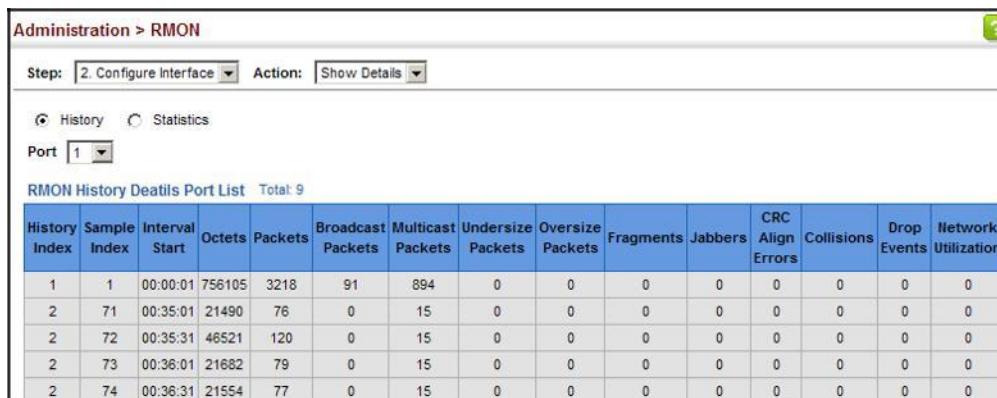 Administration > RMON
?
Step: 2. Configure Interface Action: Show Details
History Statistics
Port 1
RMON History Deatils Port List Total: 9
History Index Sample Index Interval Start Octets Packets Broadcast Packets Multicast Packets Undersize Packets Oversize Packets Fragments Jabbers CRC Align Errors Collisions Drop Events Network Utilization
1 1 00:00:01 756105 3218 91 894 0 0 0 0 0 0 0 0
2 71 00:35:01 21490 76 0 15 0 0 0 0 0 0 0 0
2 72 00:35:31 46521 120 0 15 0 0 0 0 0 0 0 0
2 73 00:36:01 21682 79 0 15 0 0 0 0 0 0 0 0
2 74 00:36:31 21554 77 0 15 0 0 0 0 0 0 0 0